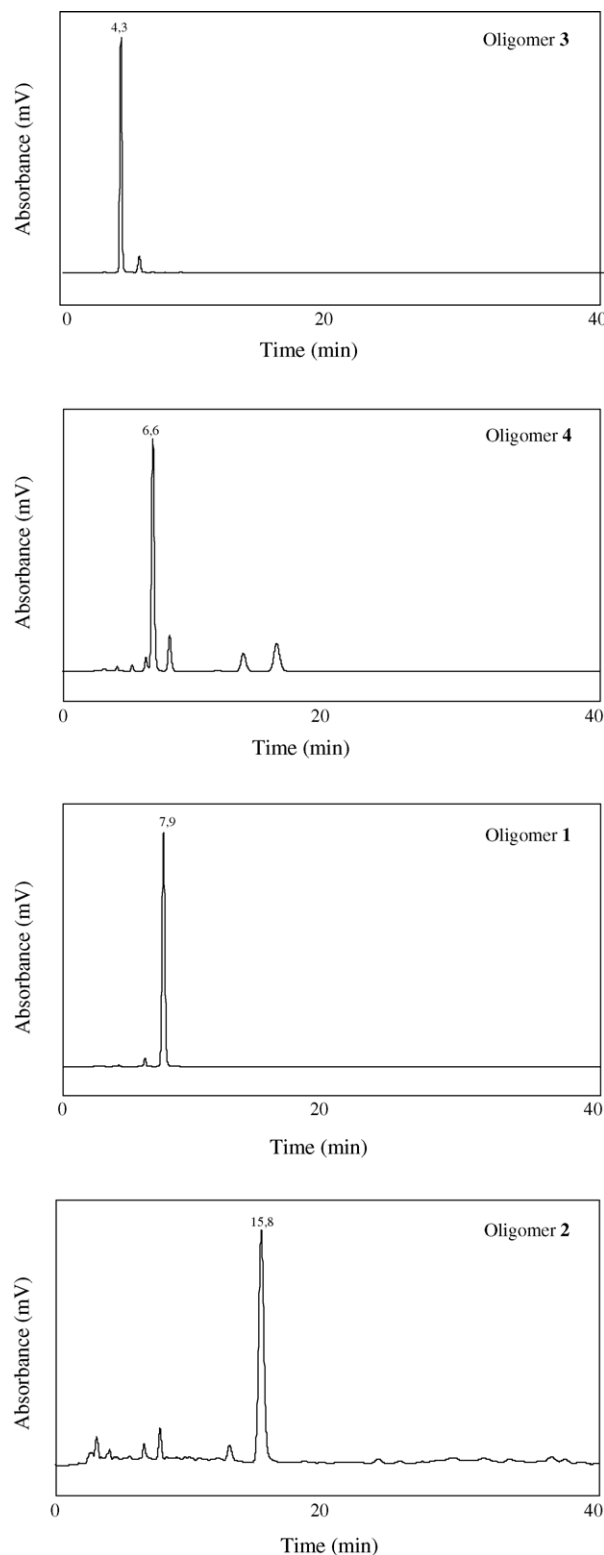 4,3
Oligomer 3
Absorbance (mV)
0
20
40
Time (min)
6,6
Oligomer 4
Absorbance (mV)
0
20
40
Time (min)
7,9
Oligomer 1
Absorbance (mV)
0
20
40
Time (min)
15,8
Oligomer 2
Absorbance (mV)
0
20
40
Time (min)